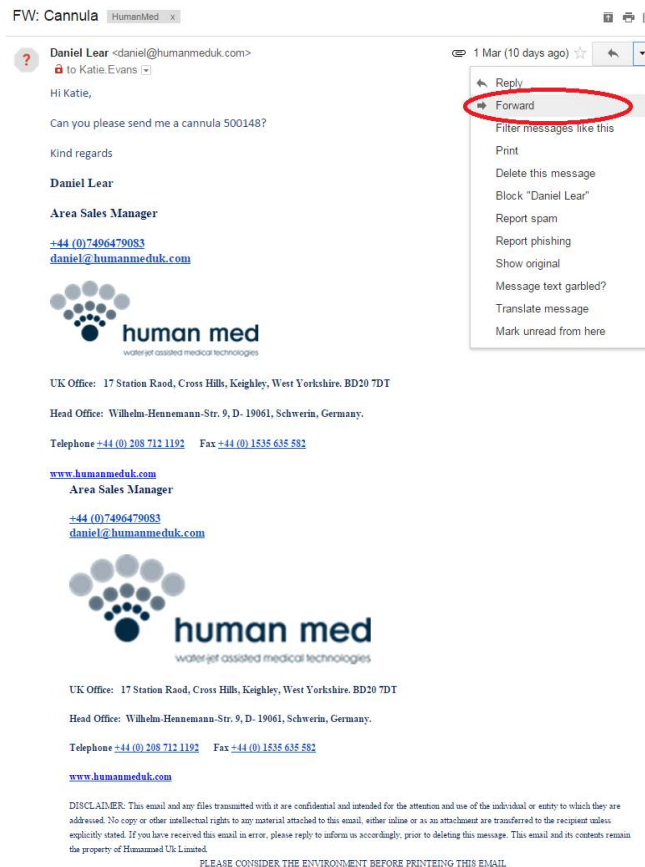 FW: Cannula HumanMed x
Daniel Lear <daniel@humanmeduk.com> 1 Mar (10 days ago)
to Katie.Evans
Hi Katie,
Can you please send me a cannula 500148?
Kind regards
Daniel Lear
Area Sales Manager
+44 (0)7496479083
daniel@humanmeduk.com
human med
water-jet assisted medical technologies
UK Office: 17 Station Raod, Cross Hills, Keighley, West Yorkshire. BD20 7DT
Head Office: Wilhelm-Hennemann-Str. 9, D- 19061, Schwerin, Germany.
Telephone +44 (0) 208 712 1192 Fax +44 (0) 1535 635 582
www.humanmeduk.com
Reply
Forward
Filter messages like this
Print
Delete this message
Block "Daniel Lear"
Report spam
Report phishing
Show original
Message text garbled?
Translate message
Mark unread from here
Area Sales Manager
+44 (0)7496479083
daniel@humanmeduk.com
human med
water-jet assisted medical technologies
UK Office: 17 Station Raod, Cross Hills, Keighley, West Yorkshire. BD20 7DT
Head Office: Wilhelm-Hennemann-Str. 9, D- 19061, Schwerin, Germany.
Telephone +44 (0) 208 712 1192 Fax +44 (0) 1535 635 582
www.humanmeduk.com
DISCLAIMER: This email and any files transmitted with it are confidential and intended for the attention and use of the individual or entity to which they are
addressed. No copy or other intellectual rights to any material attached to this email, either inline or as an attachment are transferred to the recipient unless
explicitly stated. If you have received this email in error, please reply to inform us accordingly, prior to deleting this message. This email and its contents remain
the property of Humanmed Uk Limited.
PLEASE CONSIDER THE ENVIRONMENT BEFORE PRINTEING THIS EMAIL